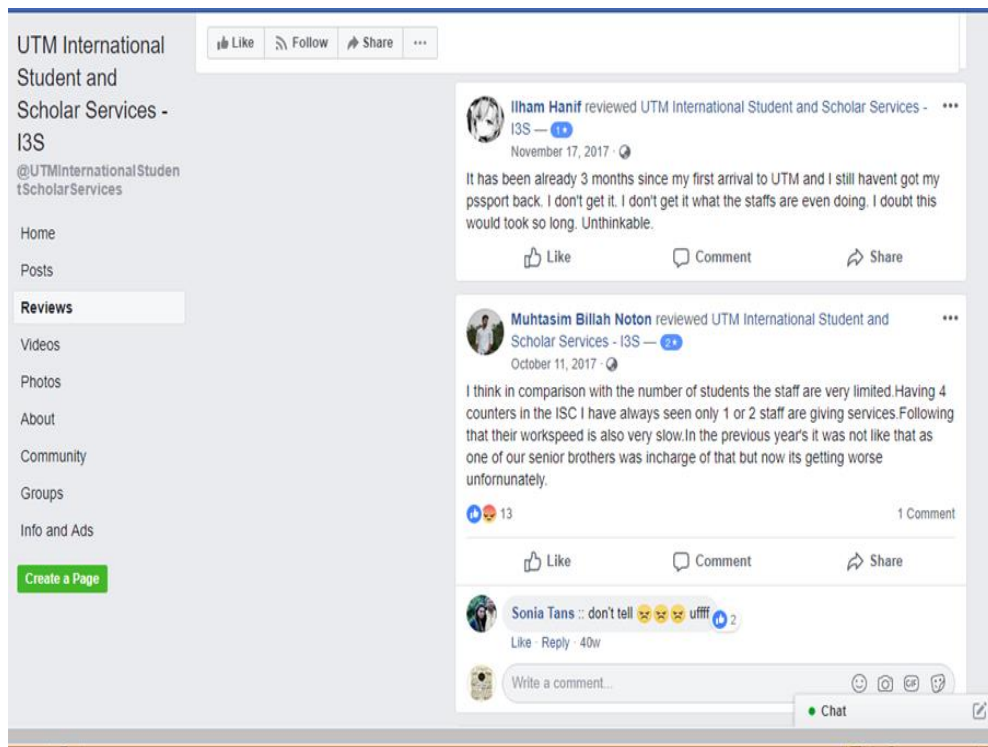 UTM International
Student and
Scholar Services -
I3S
@UTMInternationalStuden
tScholarServices
Home
Posts
Reviews
Videos
Photos
About
Community
Groups
Info and Ads
Create a Page
Like Follow Share ...
Ilham Hanif reviewed UTM International Student and Scholar Services -
I3S — 1★
November 17, 2017 ·
It has been already 3 months since my first arrival to UTM and I still havent got my
pssport back. I don't get it. I don't get it what the staffs are even doing. I doubt this
would took so long. Unthinkable.
Like Comment Share
Muhtasim Billah Noton reviewed UTM International Student and
Scholar Services - I3S — 2★
October 11, 2017 ·
I think in comparison with the number of students the staff are very limited.Having 4
counters in the ISC I have always seen only 1 or 2 staff are giving services.Following
that their workspeed is also very slow.In the previous year's it was not like that as
one of our senior brothers was incharge of that but now its getting worse
unfornunately.
13 1 Comment
Like Comment Share
Sonia Tans :: don't tell 😠😠😠 uffff 2
Like · Reply · 40w
Write a comment...
GIF
Chat